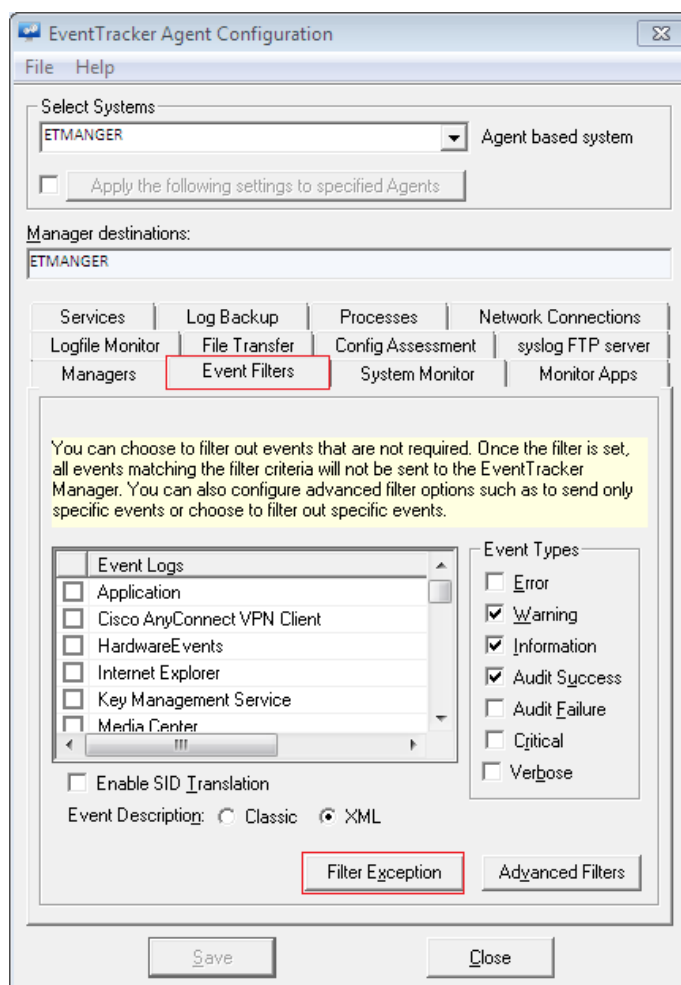 EventTracker Agent Configuration
File Help
Select Systems
ETMANGER
Agent based system
Apply the following settings to specified Agents
Manager destinations:
ETMANGER
Services Log Backup Processes Network Connections
Logfile Monitor File Transfer Config Assessment syslog FTP server
Managers Event Filters System Monitor Monitor Apps
You can choose to filter out events that are not required. Once the filter is set,
all events matching the filter criteria will not be sent to the EventTracker
Manager. You can also configure advanced filter options such as to send only
specific events or choose to filter out specific events.
Event Logs
Application
Cisco AnyConnect VPN Client
HardwareEvents
Internet Explorer
Key Management Service
Media Center
Event Types
Error
Warning
Information
Audit Success
Audit Failure
Critical
Verbose
Enable SID Translation
Event Description: Classic XML
Filter Exception Advanced Filters
Save Close